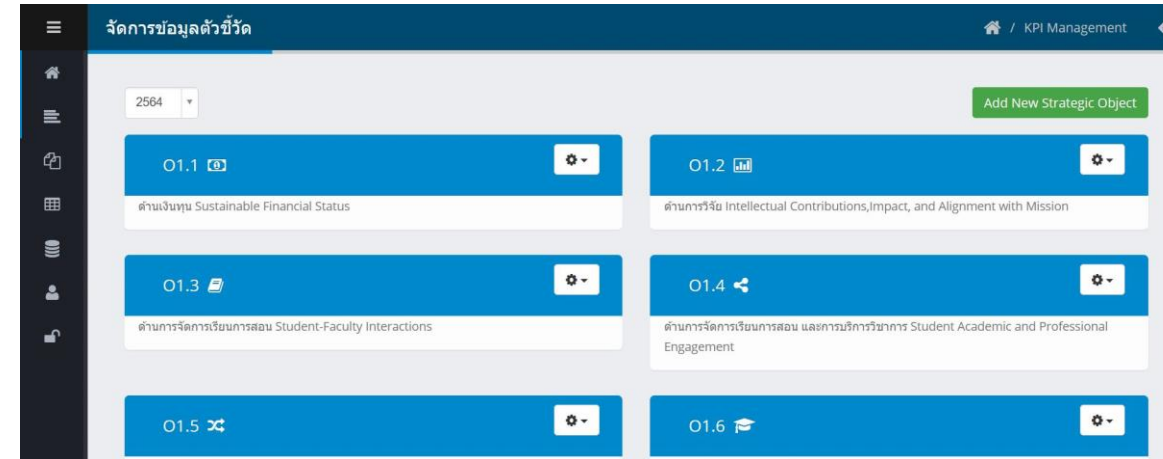 จัดการข้อมูลตัวชี้วัด
/ KPI Management
2564
Add New Strategic Object
O1.1
O1.2
ด้านเงินทุน Sustainable Financial Status
ด้านการวิจัย Intellectual Contributions,Impact, and Alignment with Mission
O1.3
O1.4
ด้านการจัดการเรียนการสอน Student-Faculty Interactions
ด้านการจัดการเรียนการสอน และการบริการวิชาการ Student Academic and Professional
Engagement
O1.5
O1.6